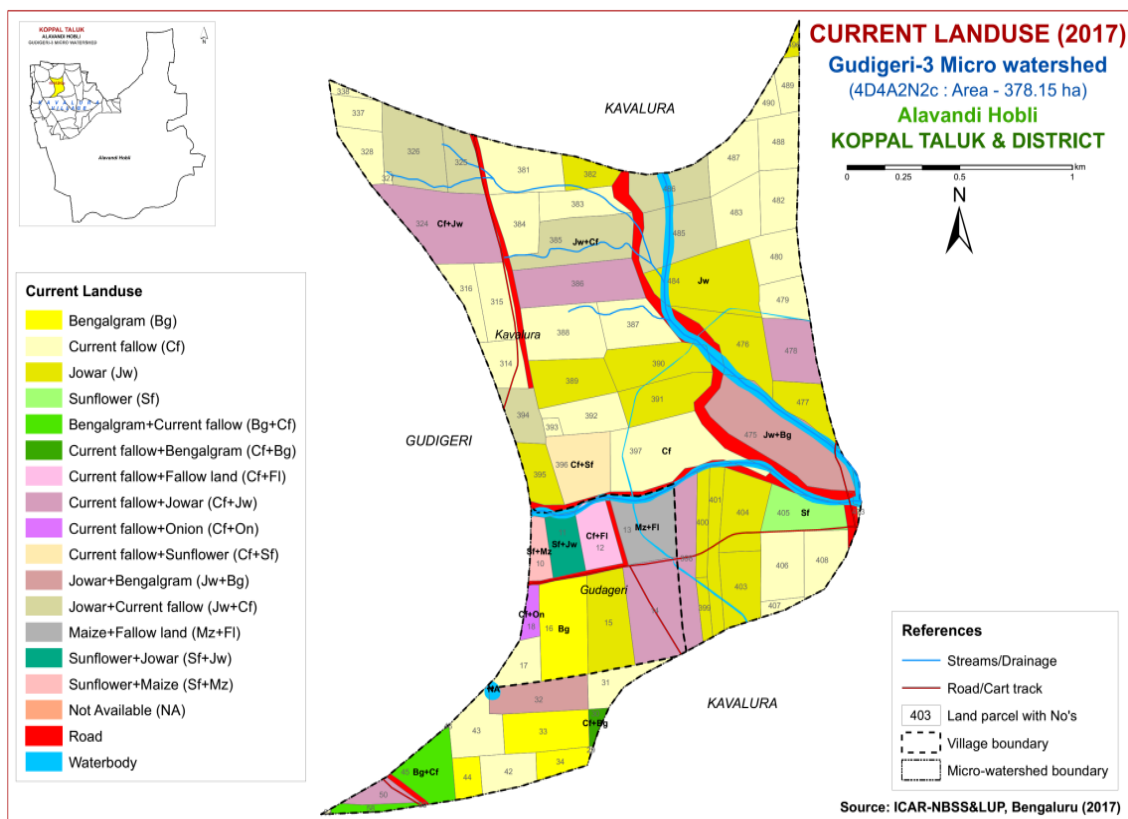 KOPPAL TALUK
ALAVANDI HOBLI
GUDIGERI-3 MICRO WATERSHED
N
KAVALURA
VILLAGE
Alavandi Hobli
CURRENT LANDUSE (2017)
Gudigeri-3 Micro watershed
(4D4A2N2c : Area - 378.15 ha)
Alavandi Hobli
KOPPAL TALUK & DISTRICT
km
0 0.25 0.5 1
N
KAVALURA
GUDIGERI
KAVALURA
Kavalura
Gudageri
338
337
328
326
325
327
381
382
383
324 Cf+Jw
384
385 Jw+Cf
386
316
315
314
388
387
389
390
391
392
393
394
395
396 Cf+Sf
397 Cf
489
490
488
487
486
485
483
482
480
479
484 Jw
476
478
477
475 Jw+Bg
401
400
404
405 Sf
403
399
406
407
408
Sf+Mz
10
Sf+Jw
Cf+Fl
12
13 Mz+Fl
Cf+On
18
16 Bg
15
17
NA
31
32
33
Cf+Bg
43
45 Bg+Cf
44
42
34
50
Current Landuse
Bengalgram (Bg)
Current fallow (Cf)
Jowar (Jw)
Sunflower (Sf)
Bengalgram+Current fallow (Bg+Cf)
Current fallow+Bengalgram (Cf+Bg)
Current fallow+Fallow land (Cf+Fl)
Current fallow+Jowar (Cf+Jw)
Current fallow+Onion (Cf+On)
Current fallow+Sunflower (Cf+Sf)
Jowar+Bengalgram (Jw+Bg)
Jowar+Current fallow (Jw+Cf)
Maize+Fallow land (Mz+Fl)
Sunflower+Jowar (Sf+Jw)
Sunflower+Maize (Sf+Mz)
Not Available (NA)
Road
Waterbody
References
Streams/Drainage
Road/Cart track
403 Land parcel with No's
Village boundary
Micro-watershed boundary
Source: ICAR-NBSS&LUP, Bengaluru (2017)